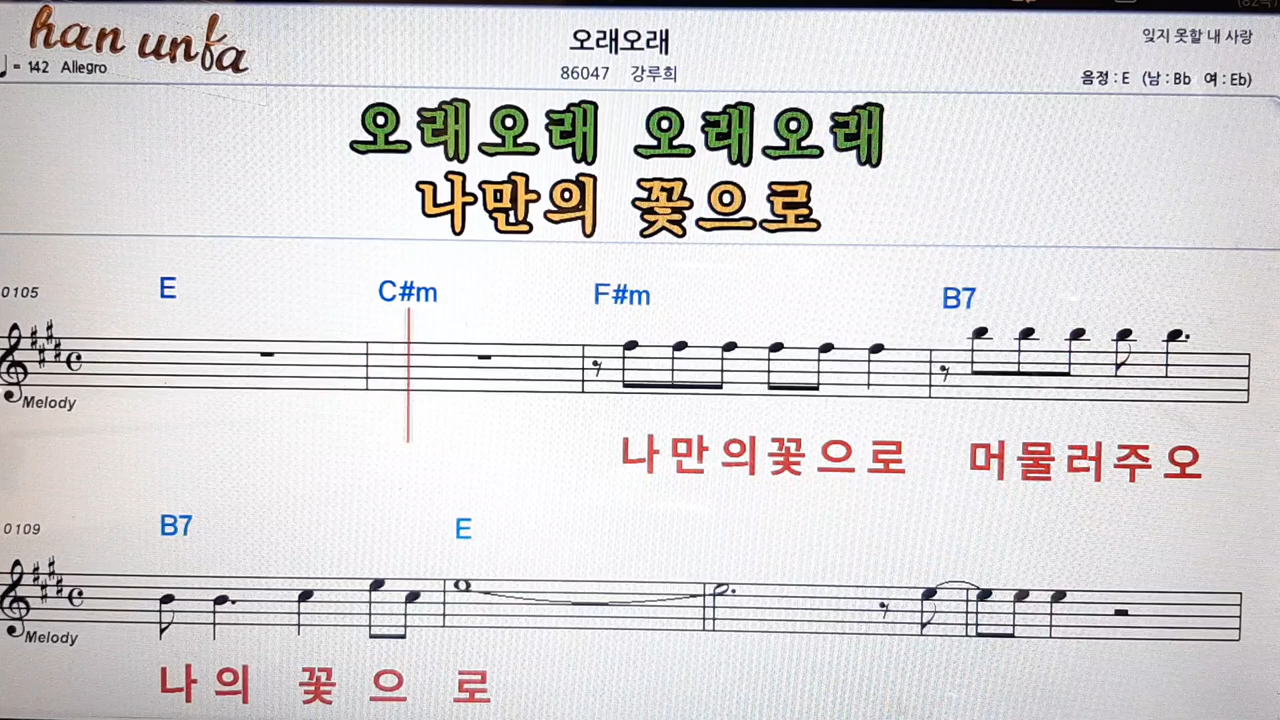 han unfa
오래오래
잊지 못할 내 사랑
♩ = 142 Allegro
86047 강루희
음정 : E (남 : Bb 여 : Eb)
오래오래 오래오래
나만의 꽃으로
0105 E C#m F#m B7
Melody
나만의꽃으로 머물러주오
0109 B7 E
Melody
나의 꽃으로